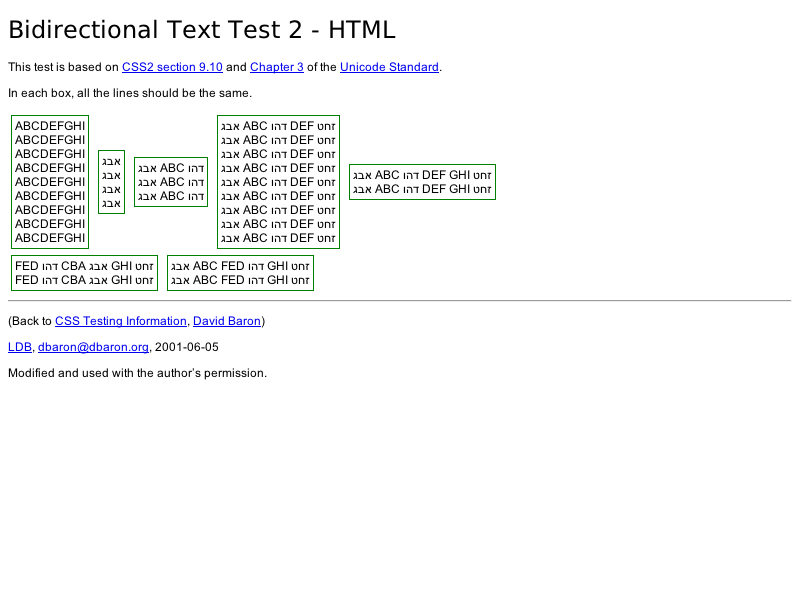 Bidirectional Text Test 2 - HTML
This test is based on CSS2 section 9.10 and Chapter 3 of the Unicode Standard.
In each box, all the lines should be the same.
ABCDEFGHI
ABCDEFGHI
ABCDEFGHI
ABCDEFGHI
ABCDEFGHI
ABCDEFGHI
ABCDEFGHI
ABCDEFGHI
ABCDEFGHI
אבג
אבג
אבג
אבג
אבג ABC דהו
אבג ABC דהו
אבג ABC דהו
אבג ABC דהו DEF זחט
אבג ABC דהו DEF זחט
אבג ABC דהו DEF זחט
אבג ABC דהו DEF זחט
אבג ABC דהו DEF זחט
אבג ABC דהו DEF זחט
אבג ABC דהו DEF זחט
אבג ABC דהו DEF זחט
אבג ABC דהו DEF זחט
אבג ABC דהו DEF GHI זחט
אבג ABC דהו DEF GHI זחט
FED דהו CBA אבג GHI זחט
FED דהו CBA אבג GHI זחט
אבג ABC FED דהו GHI זחט
אבג ABC FED דהו GHI זחט
(Back to CSS Testing Information, David Baron)
LDB, dbaron@dbaron.org, 2001-06-05
Modified and used with the author's permission.